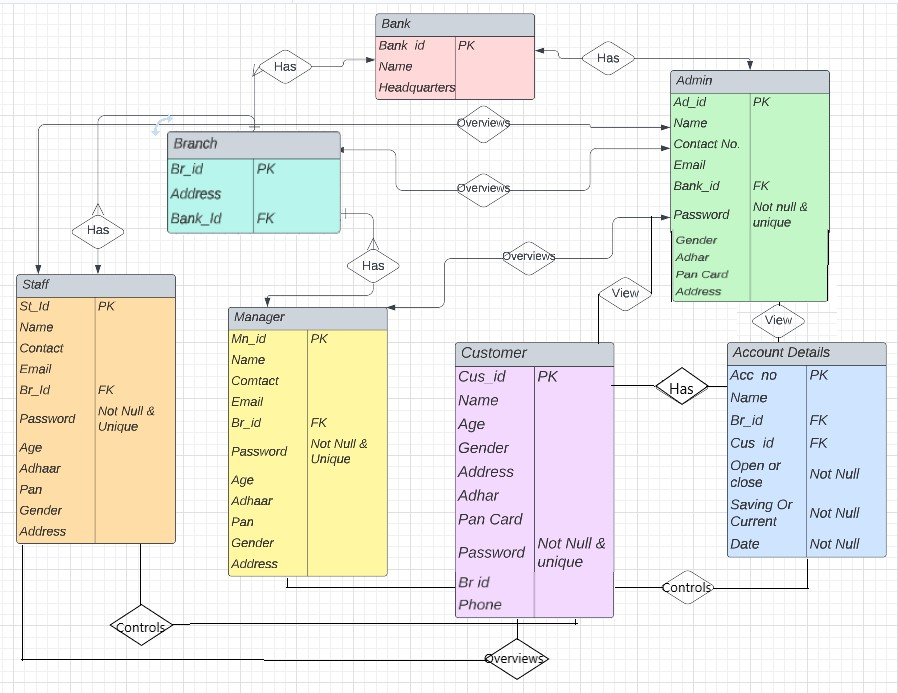 Bank
Bank id PK
Name
Headquarters
Has
Has
Admin
Ad_id PK
Name
Contact No.
Email
Bank_id FK
Password Not null &
unique
Gender
Adhar
Pan Card
Address
Overviews
Overviews
Branch
Br_id PK
Address
Bank_Id FK
Has
Has
Overviews
View
View
Staff
St_Id PK
Name
Contact
Email
Br_Id FK
Password Not Null &
Unique
Age
Adhaar
Pan
Gender
Address
Manager
Mn_id PK
Name
Comtact
Email
Br_id FK
Password Not Null &
Unique
Age
Adhaar
Pan
Gender
Address
Customer
Cus_id PK
Name
Age
Gender
Address
Adhar
Pan Card
Password Not Null &
unique
Br id
Phone
Has
Account Details
Acc no PK
Name
Br_id FK
Cus id FK
Open or
close Not Null
Saving Or
Current Not Null
Date Not Null
Controls
Controls
Overviews